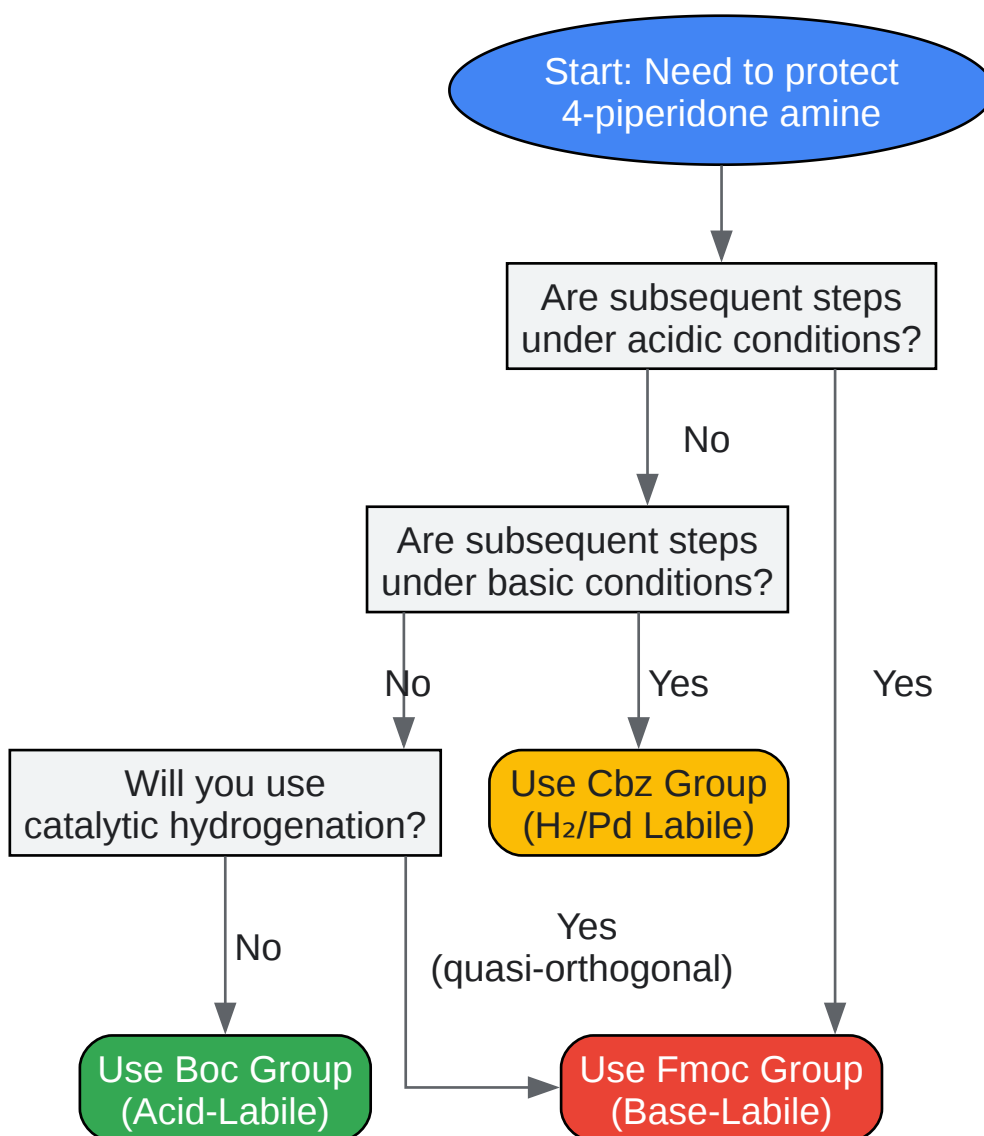 Start: Need to protect
4-piperidone amine
Are subsequent steps
under acidic conditions?
No
Are subsequent steps
under basic conditions?
No
Yes
Yes
Will you use
catalytic hydrogenation?
Use Cbz Group
(H₂/Pd Labile)
No
Yes
(quasi-orthogonal)
Use Boc Group
(Acid-Labile)
Use Fmoc Group
(Base-Labile)